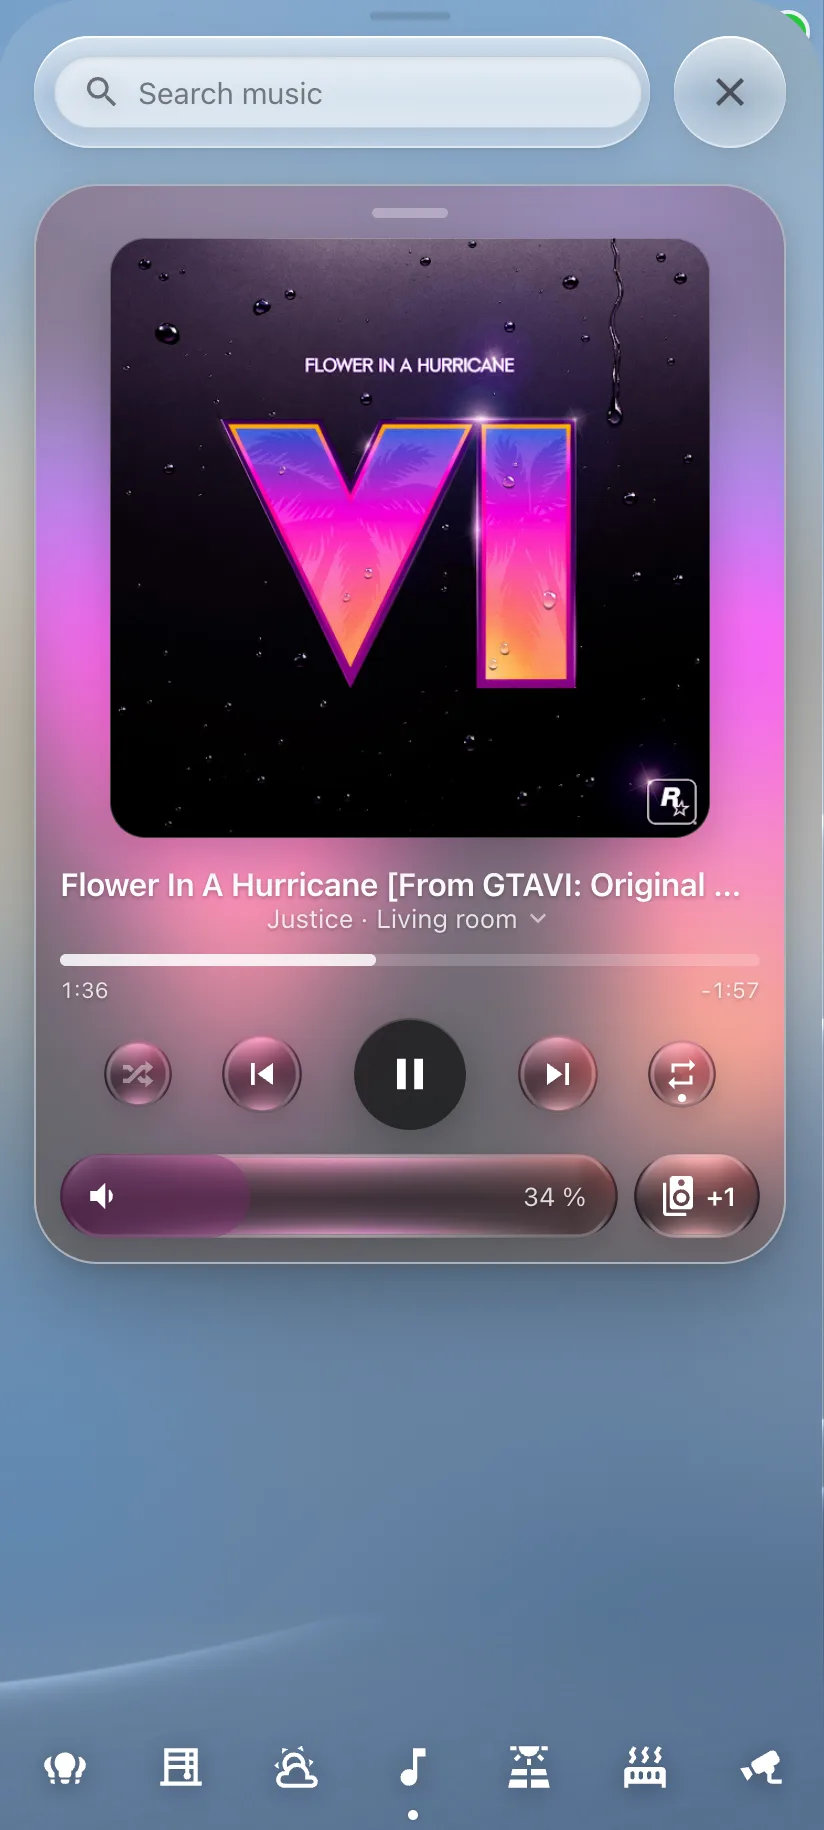 Search music
FLOWER IN A HURRICANE
VI
R
Flower In A Hurricane [From GTAVI: Original ...
Justice · Living room
1:36
-1:57
34 %
+1